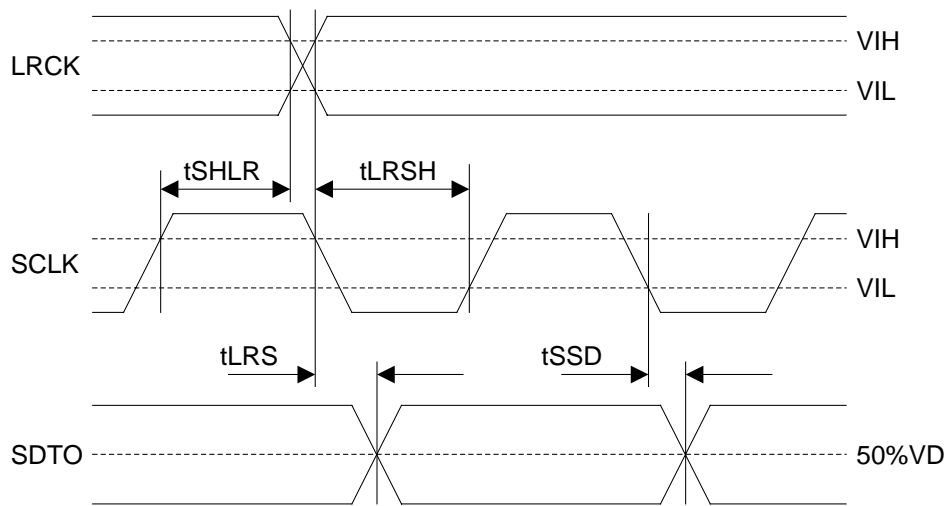 LRCK
VIH
VIL
tSHLR
tLRSH
SCLK
VIH
VIL
tLRS
tSSD
SDTO
50%VD